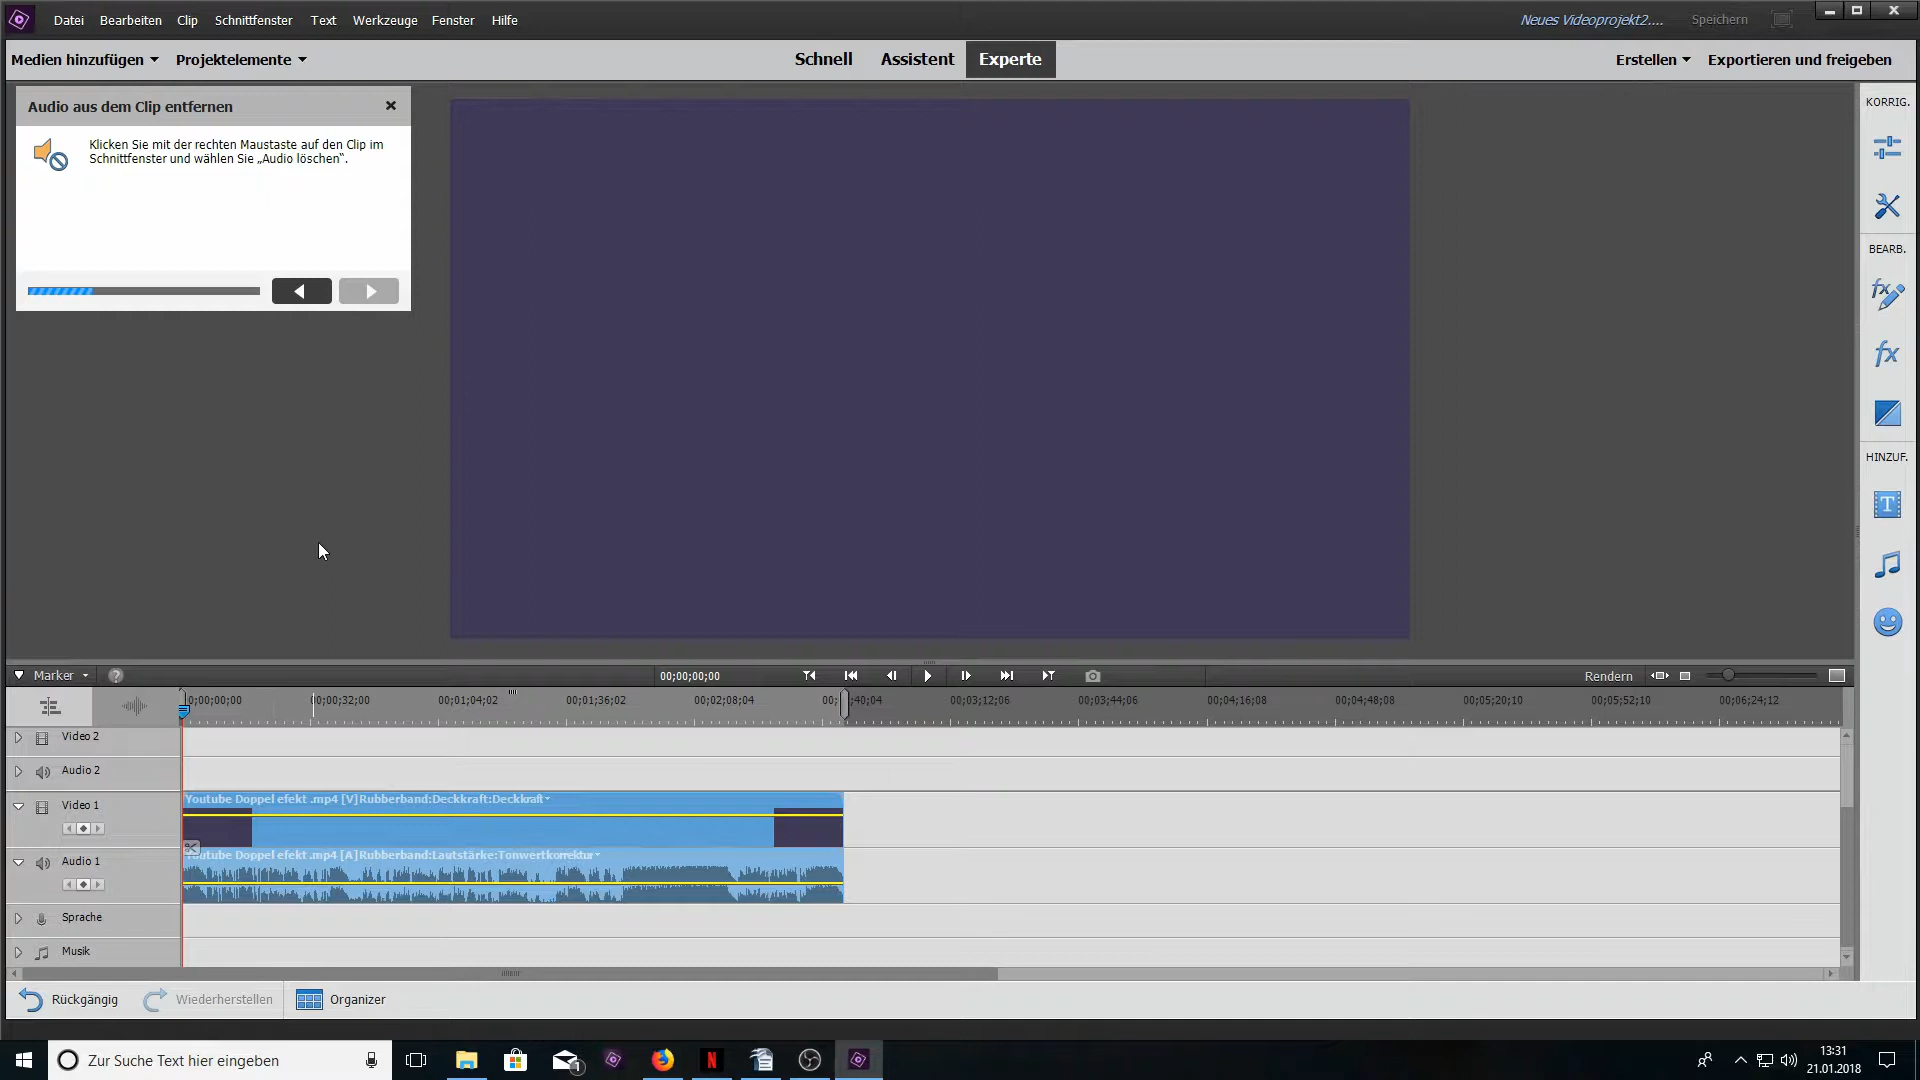 Datei Bearbeiten Clip Schnittfenster Text Werkzeuge Fenster Hilfe
Neues Videoprojekt2.... Speichern
Medien hinzufügen Projektelemente
Schnell Assistent Experte
Erstellen Exportieren und freigeben
Audio aus dem Clip entfernen
Klicken Sie mit der rechten Maustaste auf den Clip im
Schnittfenster und wählen Sie „Audio löschen“.
KORRIG.
BEARB.
fx
fx
HINZUF.
T
Marker
00;00;00;00
Rendern
0;00;00;00 00;00;32;00 00;01;04;02 00;01;36;02 00;02;08;04 00; 40;04 00;03;12;06 00;03;44;06 00;04;16;08 00;04;48;08 00;05;20;10 00;05;52;10 00;06;24;12
Video 2
Audio 2
Video 1
Youtube Doppel efekt .mp4 [V]Rubberband:Deckkraft:Deckkraft
Audio 1
Youtube Doppel efekt .mp4 [A]Rubberband:Lautstärke:Tonwertkorrektur
Sprache
Musik
Rückgängig Wiederherstellen Organizer
Zur Suche Text hier eingeben
1
N
13:31
21.01.2018